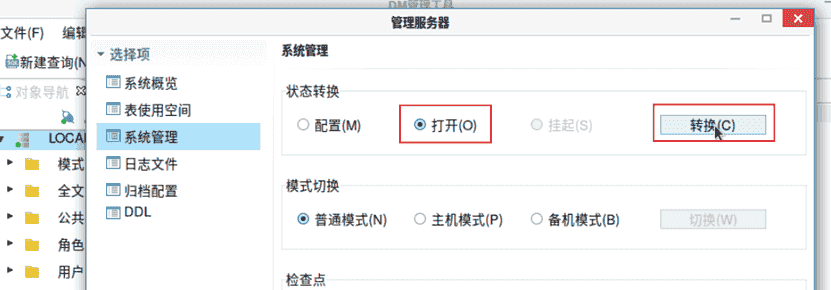 DM管理工具
管理服务器
文件(F) 编辑
新建查询(N
对象导航
LOCAL
模式
全文
公共
角色
用户
选择项
系统概览
表使用空间
系统管理
日志文件
归档配置
DDL
系统管理
状态转换
配置(M) 打开(O) 挂起(S) 转换(C)
模式切换
普通模式(N) 主机模式(P) 备机模式(B) 切换(W)
检查点